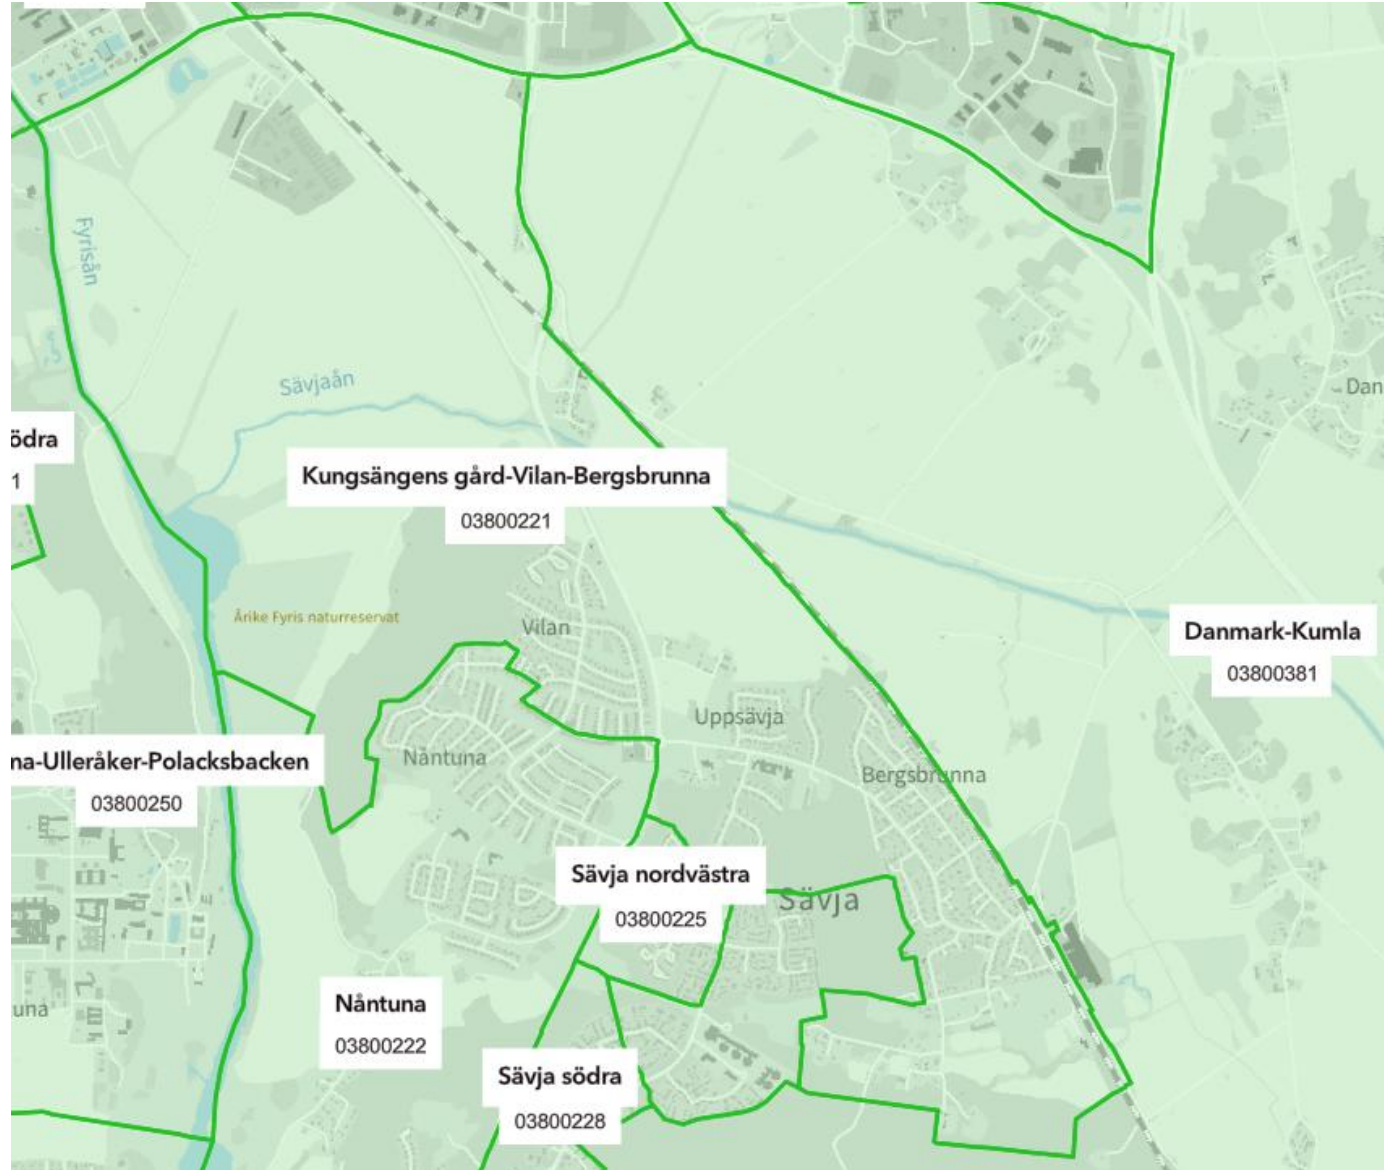 Fyrisån
Sävjaån
Dan
ödra
1
Kungsängens gård-Vilan-Bergsbrunna
03800221
Årike Fyris naturreservat
Vilan
Danmark-Kumla
03800381
Uppsävja
na-Ulleråker-Polacksbacken
03800250
Nåntuna
Bergsbrunna
Sävja nordvästra
03800225
Sävja
Nåntuna
03800222
una
Sävja södra
03800228